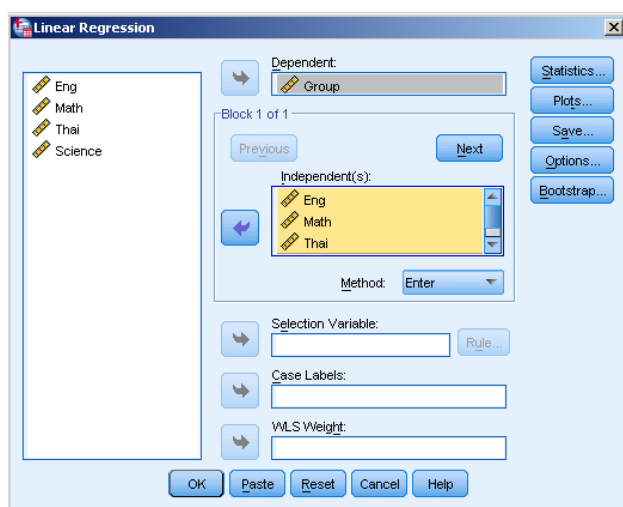 Linear Regression
Eng
Math
Thai
Science
Dependent:
Group
Block 1 of 1
Previous
Next
Independent(s):
Eng
Math
Thai
Method:
Enter
Selection Variable:
Rule...
Case Labels:
WLS Weight:
Statistics...
Plots...
Save...
Options...
Bootstrap...
OK
Paste
Reset
Cancel
Help